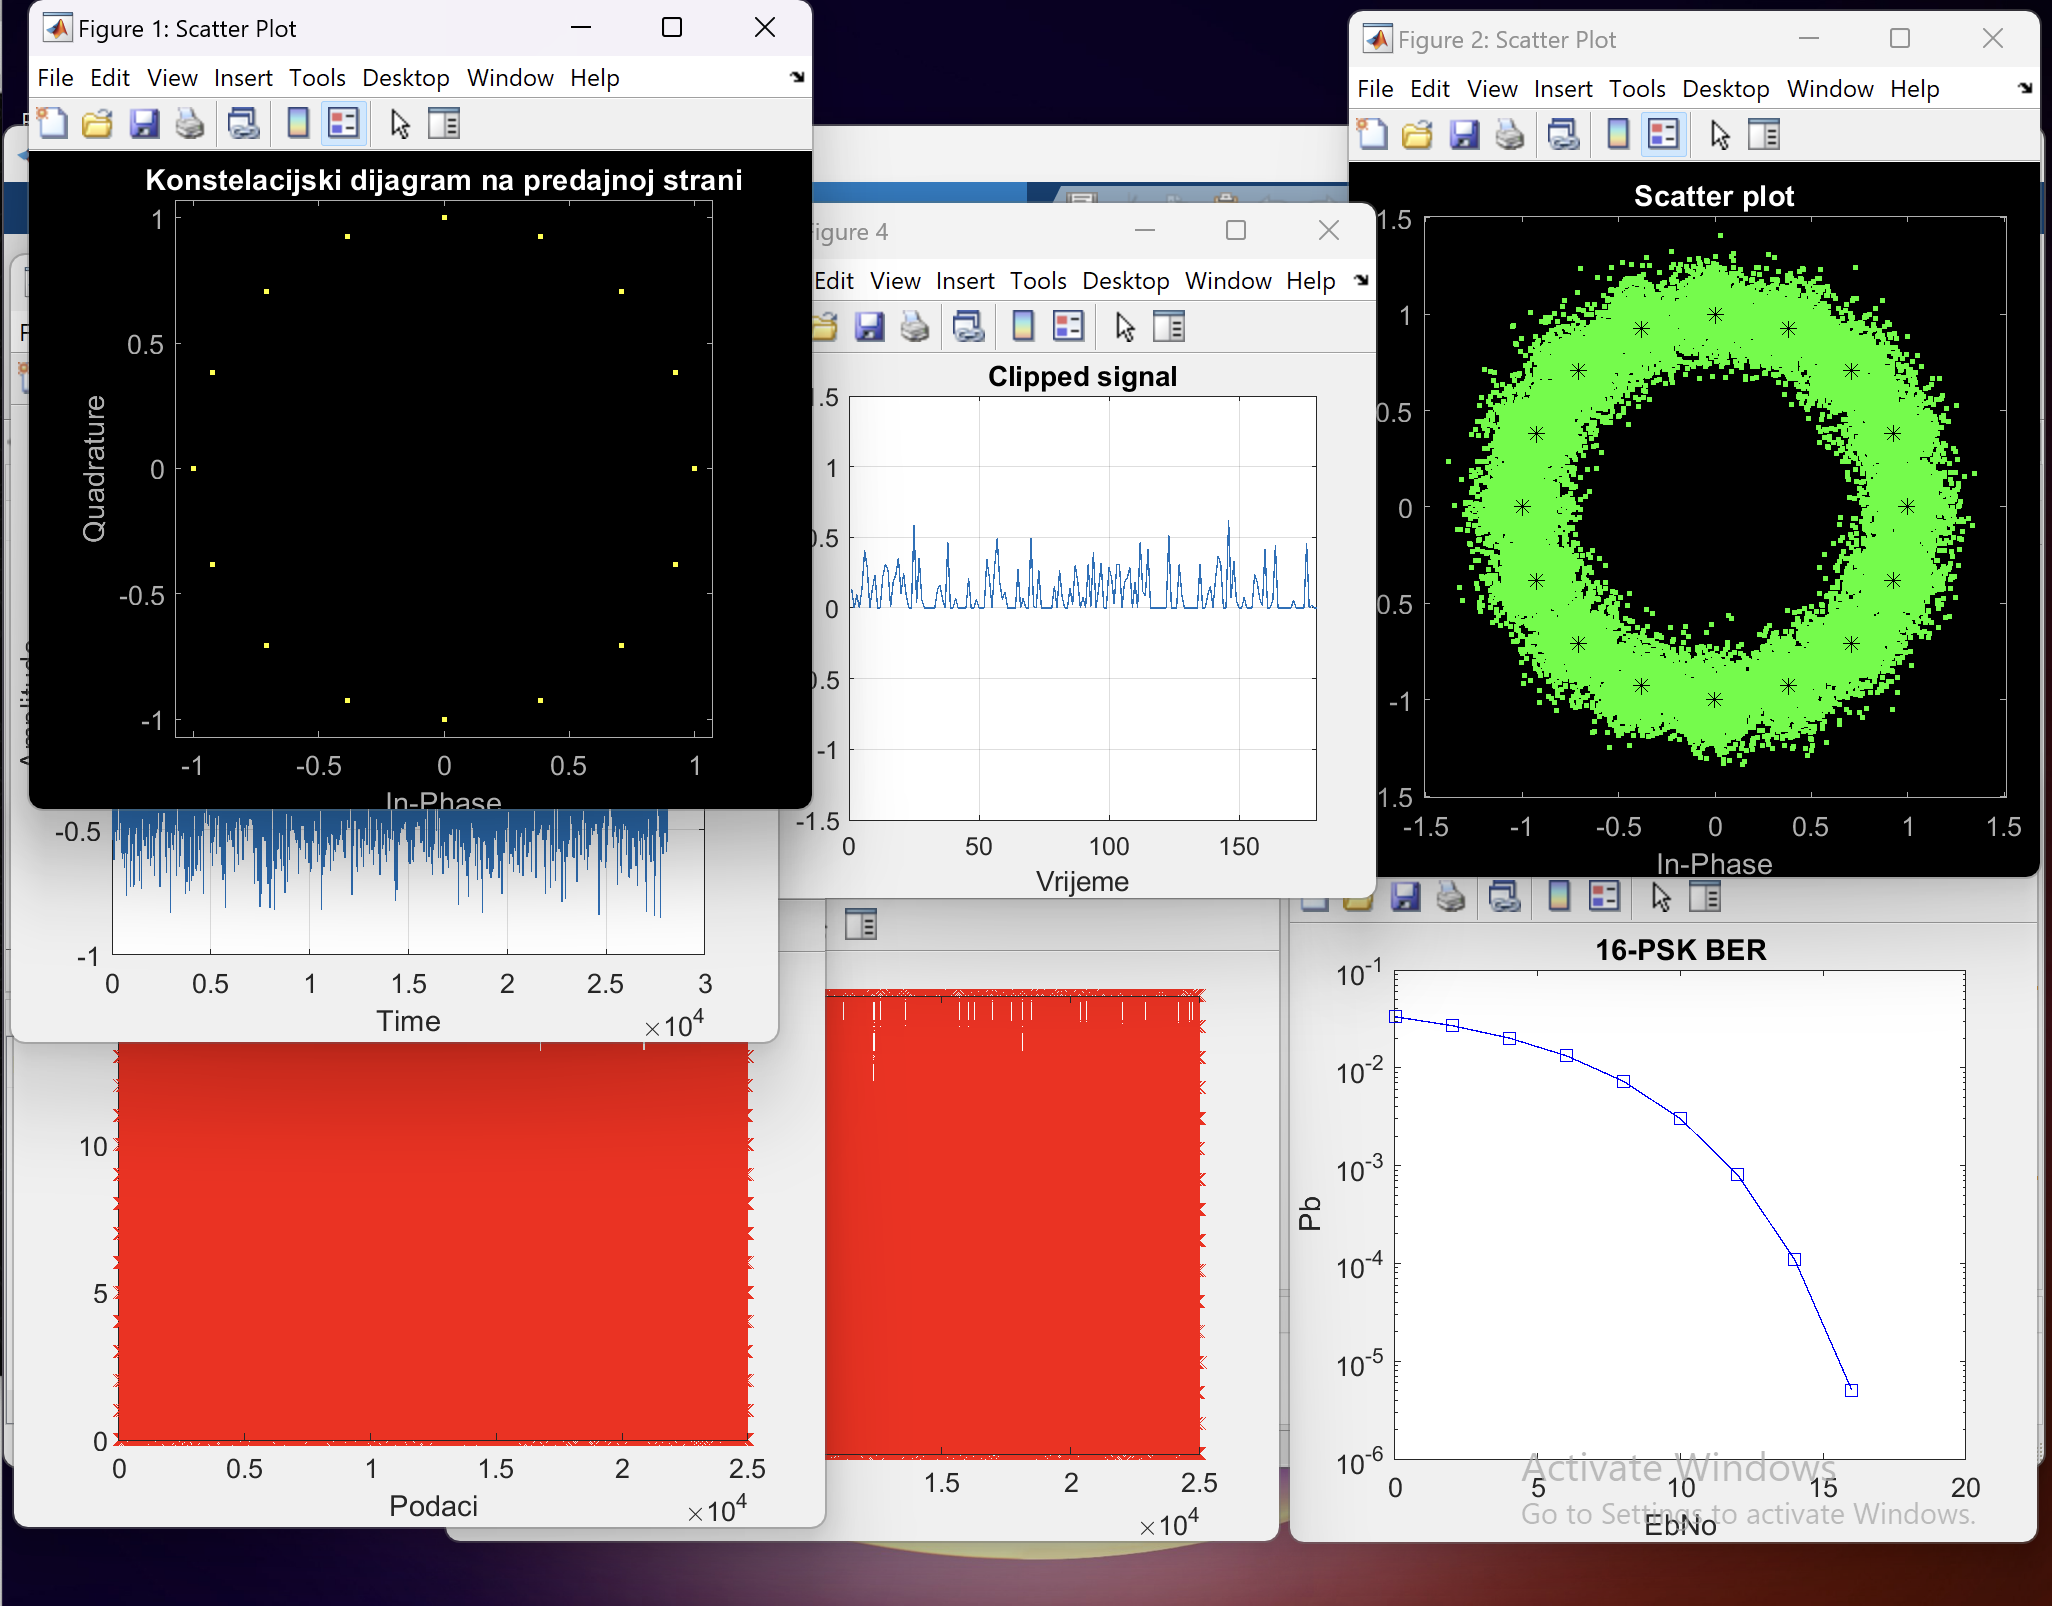 Figure 1: Scatter Plot
File Edit View Insert Tools Desktop Window Help
Konstelacijski dijagram na predajnoj strani
1
0.5
0
-0.5
-1
Quadrature
-1 -0.5 0 0.5 1
In-Phase
Figure 2: Scatter Plot
File Edit View Insert Tools Desktop Window Help
Scatter plot
1.5
1
0.5
0
0.5
-1
1.5
-1.5 -1 -0.5 0 0.5 1 1.5
In-Phase
Figure 4
Edit View Insert Tools Desktop Window Help
Clipped signal
1.5
1
0.5
0
0.5
-1
-1.5
0 50 100 150
Vrijeme
-0.5
-1
0 0.5 1 1.5 2 2.5 3
Time
×10^4
10
5
0
0 0.5 1 1.5 2 2.5
Podaci
×10^4
1.5 2 2.5
×10^4
16-PSK BER
10^-1
10^-2
10^-3
10^-4
10^-5
10^-6
Pb
0 5 10 15 20
EbNo
Activate Windows
Go to Settings to activate Windows.